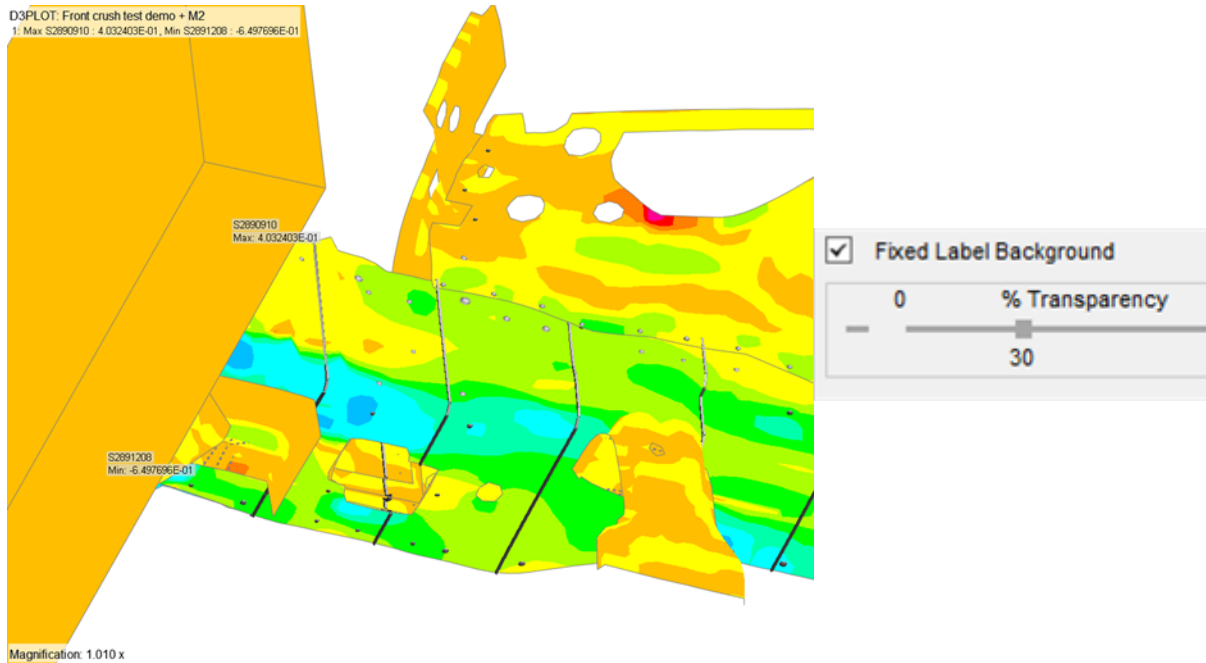 D3PLOT: Front crush test demo + M2
1: Max S2890910 : 4.032403E-01, Min S2891208 : -6.497696E-01
S2890910
Max: 4.032403E-01
S2891208
Min: -6.497696E-01
Magnification: 1.010 x
Fixed Label Background
0 % Transparency
30